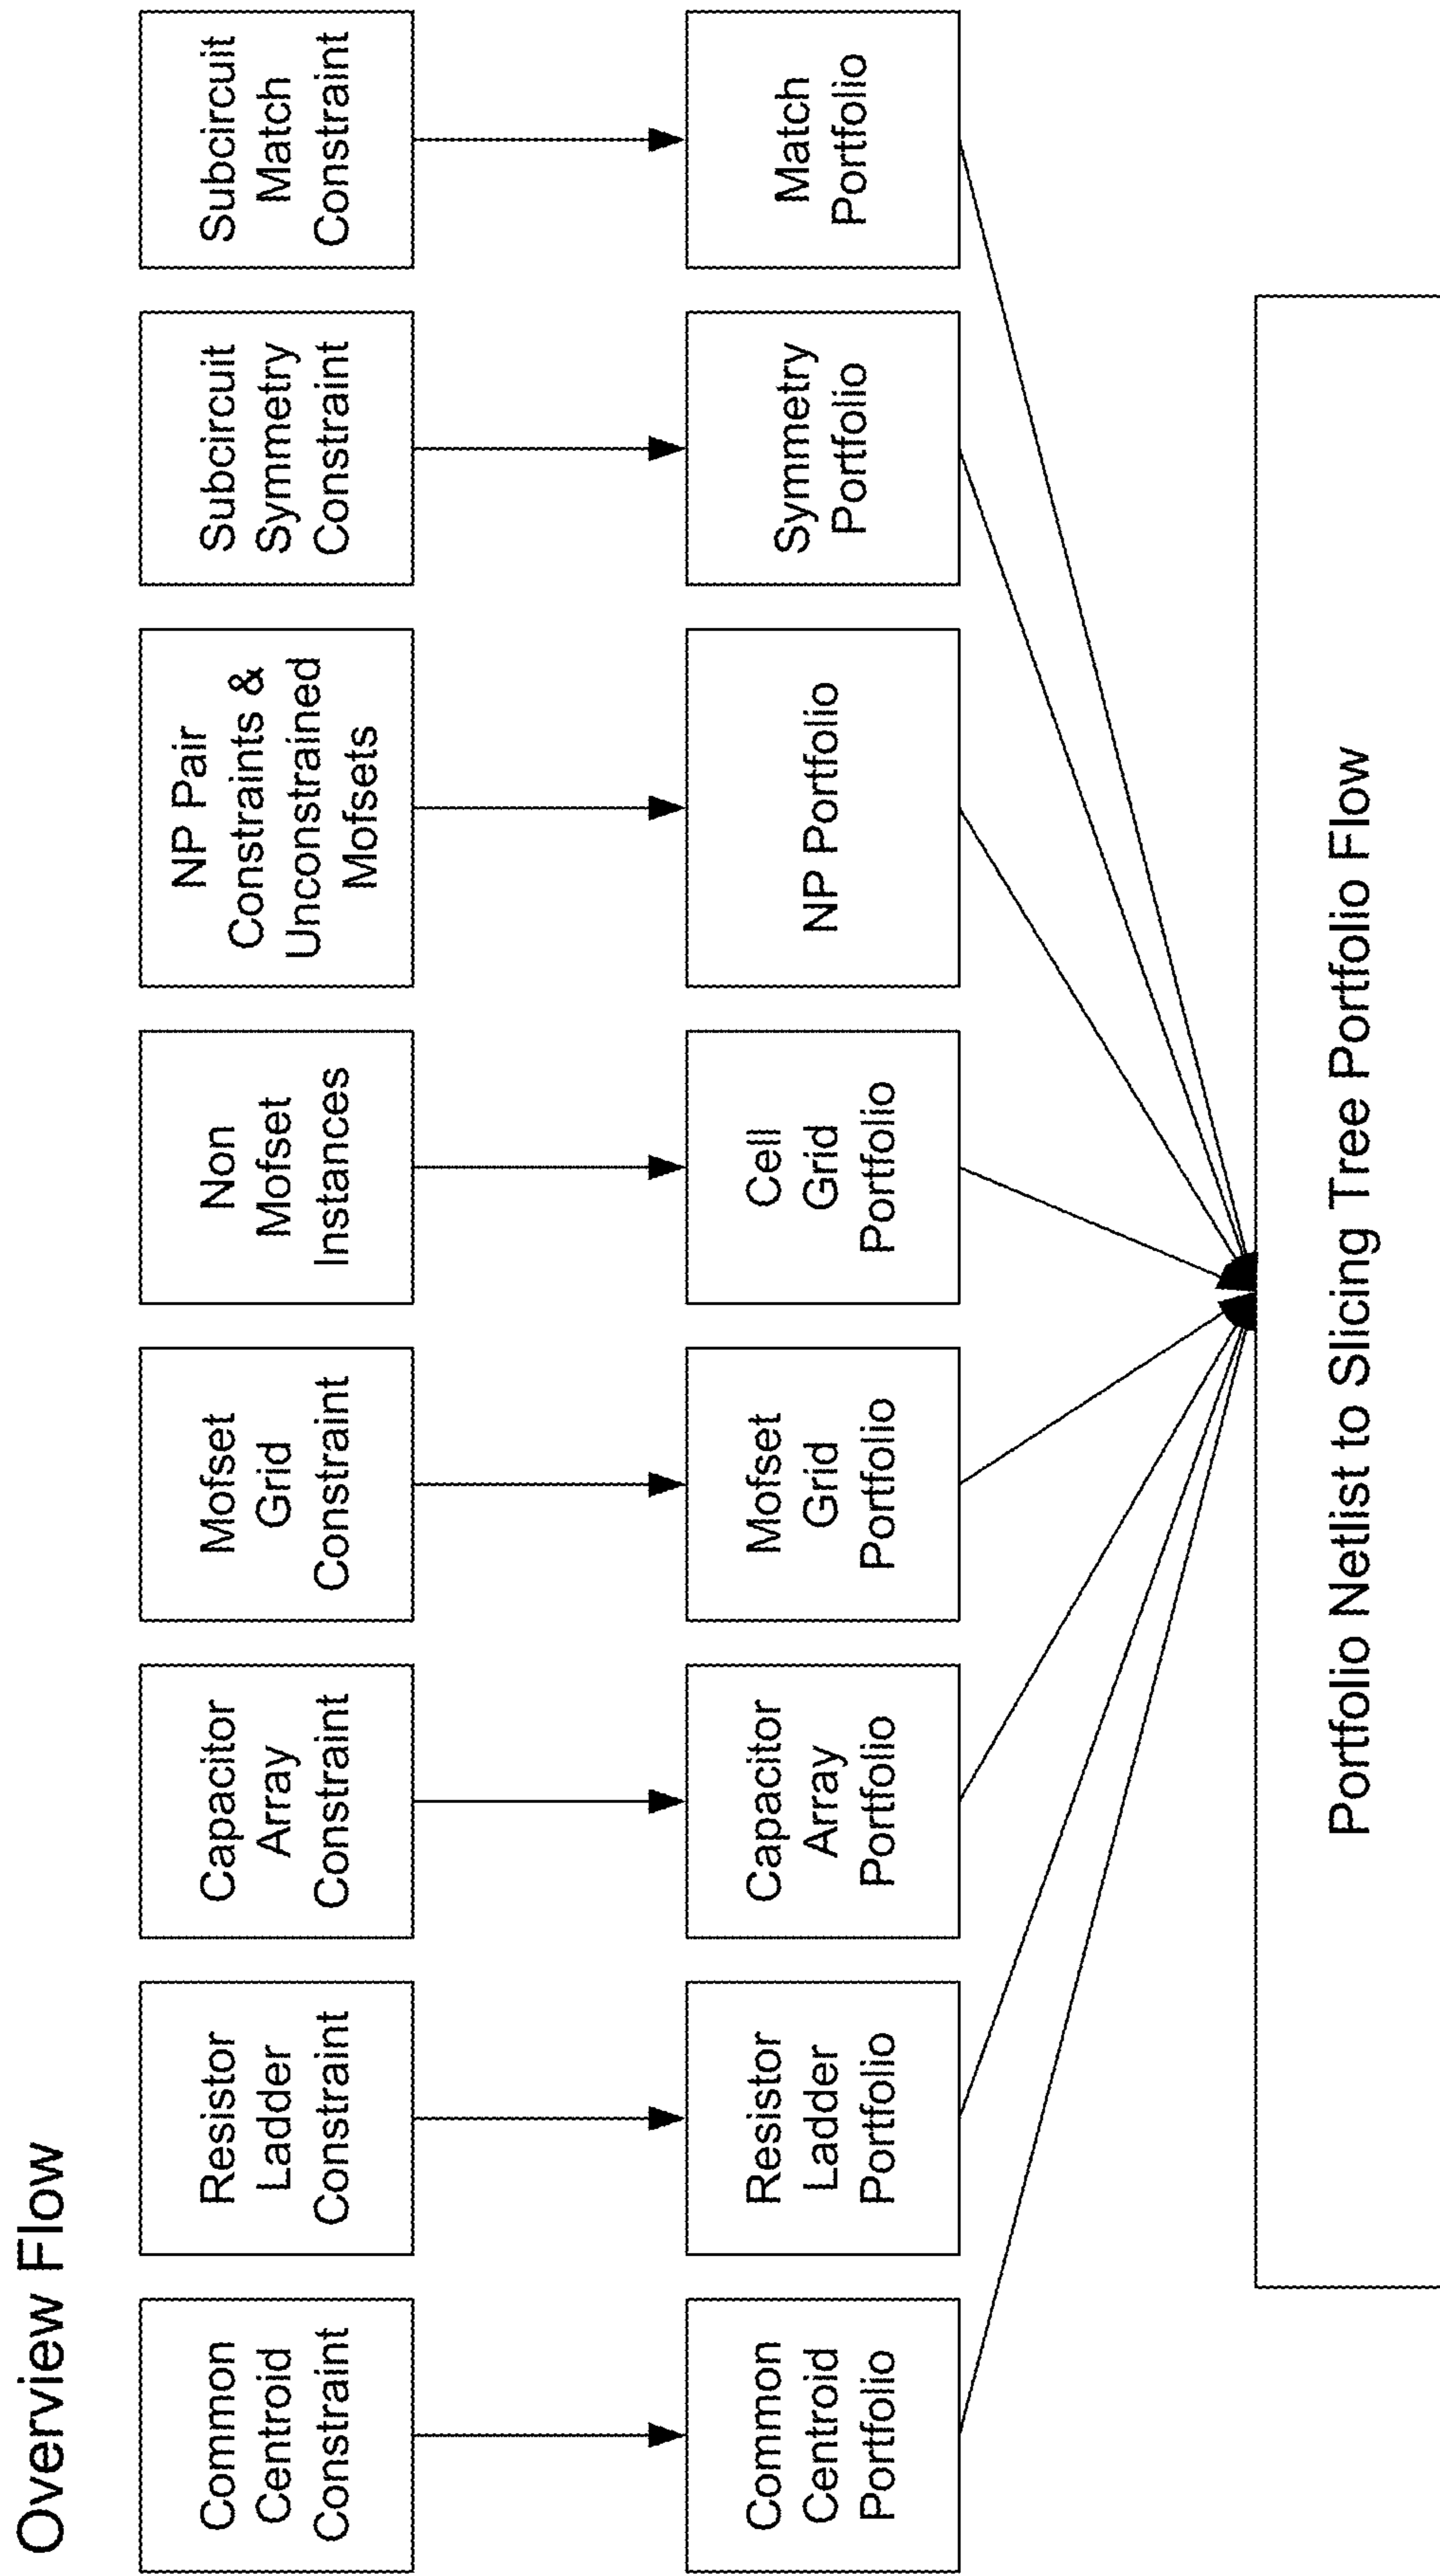 Overview Flow
Common
Centroid
Constraint
Resistor
Ladder
Constraint
Capacitor
Array
Constraint
Mofset
Grid
Constraint
Non
Mofset
Instances
NP Pair
Constraints &
Unconstrained
Mofsets
Subcircuit
Symmetry
Constraint
Subcircuit
Match
Constraint
Common
Centroid
Portfolio
Resistor
Ladder
Portfolio
Capacitor
Array
Portfolio
Mofset
Grid
Portfolio
Cell
Grid
Portfolio
NP Portfolio
Symmetry
Portfolio
Match
Portfolio
Portfolio Netlist to Slicing Tree Portfolio Flow